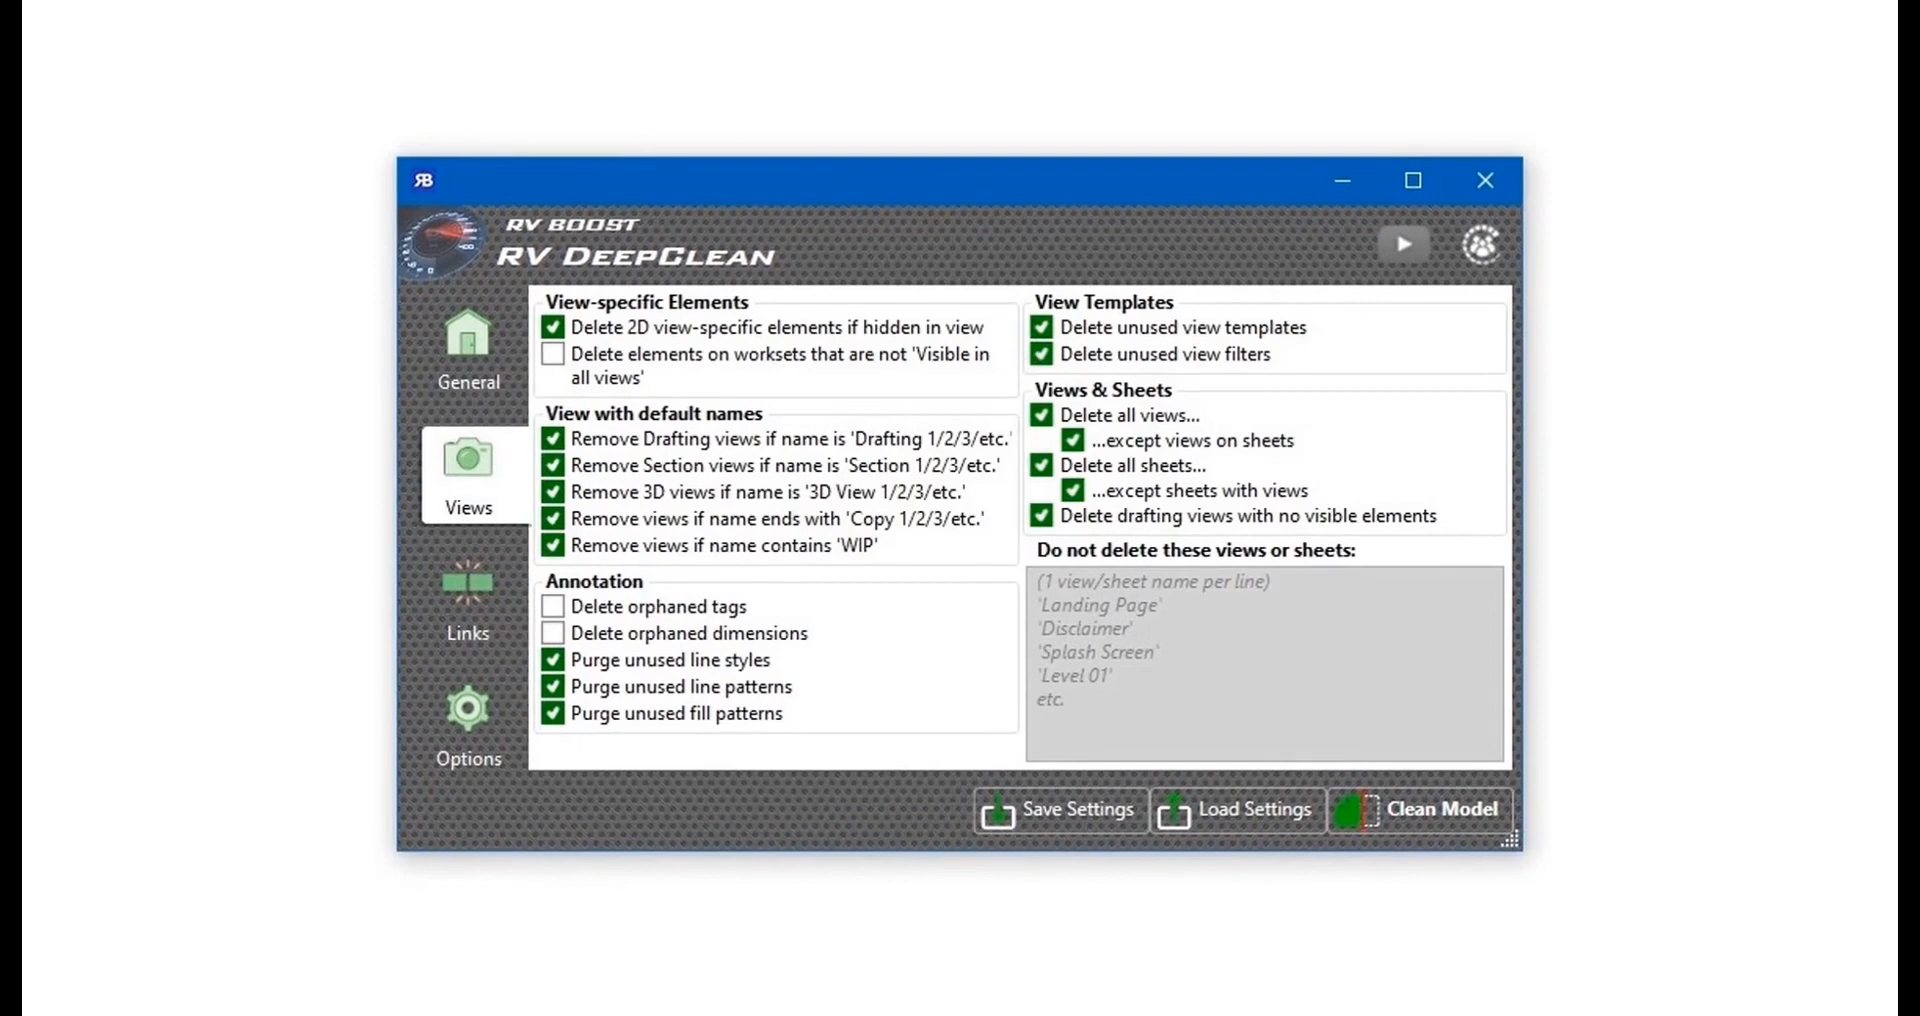 RB
RV BOOST
RV DEEPCLEAN
General
Views
Links
Options
View-specific Elements
Delete 2D view-specific elements if hidden in view
Delete elements on worksets that are not 'Visible in
all views'
View with default names
Remove Drafting views if name is 'Drafting 1/2/3/etc.'
Remove Section views if name is 'Section 1/2/3/etc.'
Remove 3D views if name is '3D View 1/2/3/etc.'
Remove views if name ends with 'Copy 1/2/3/etc.'
Remove views if name contains 'WIP'
Annotation
Delete orphaned tags
Delete orphaned dimensions
Purge unused line styles
Purge unused line patterns
Purge unused fill patterns
View Templates
Delete unused view templates
Delete unused view filters
Views & Sheets
Delete all views...
...except views on sheets
Delete all sheets...
...except sheets with views
Delete drafting views with no visible elements
Do not delete these views or sheets:
(1 view/sheet name per line)
'Landing Page'
'Disclaimer'
'Splash Screen'
'Level 01'
etc.
Save Settings
Load Settings
Clean Model